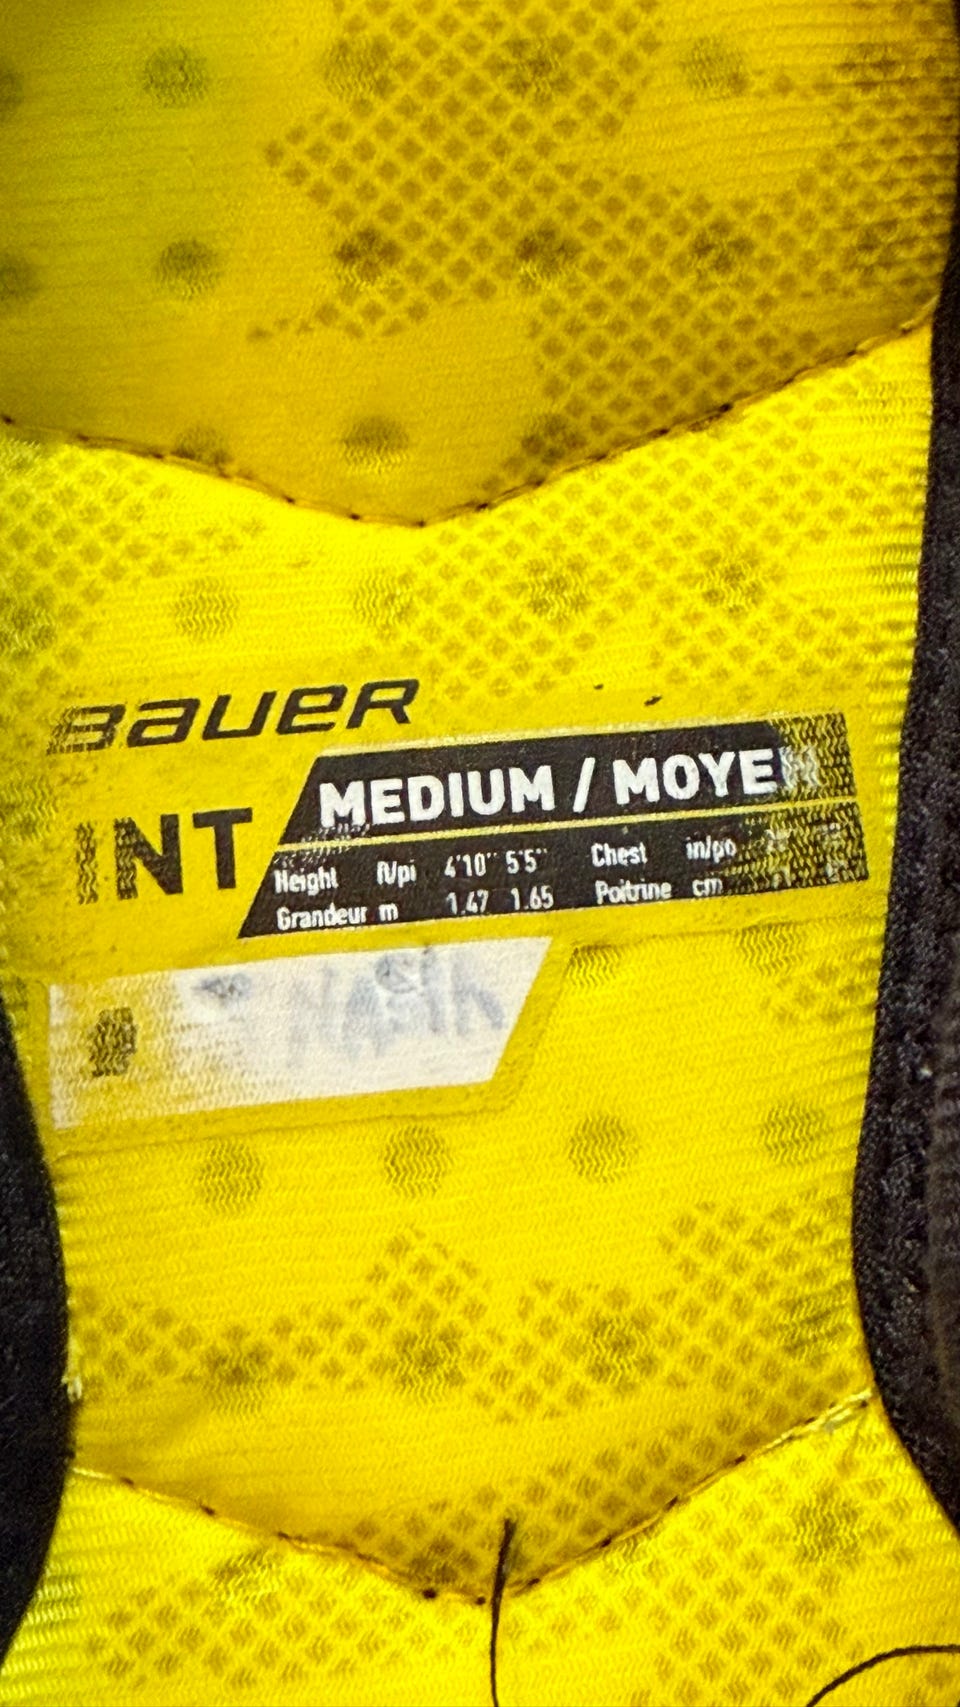 BAUER
INT
MEDIUM / MOYEN
Height ft/pi 4'10" 5'5" Chest in/po
Grandeur m 1.47 1.65 Poitrine cm